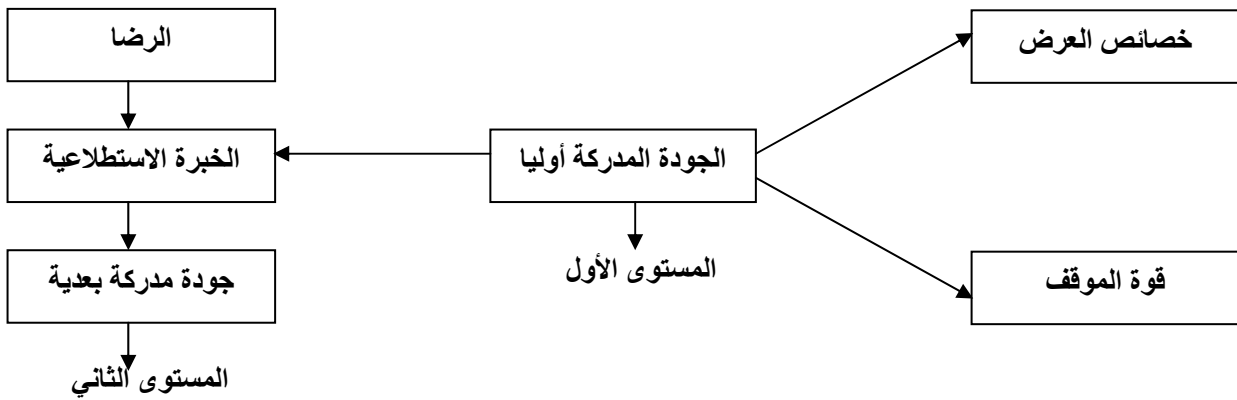 خصائص العرض
الرضا
الجودة المدركة أوليا
الخبرة الاستطلاعية
المستوى الأول
قوة الموقف
جودة مدركة بعدية
المستوى الثاني